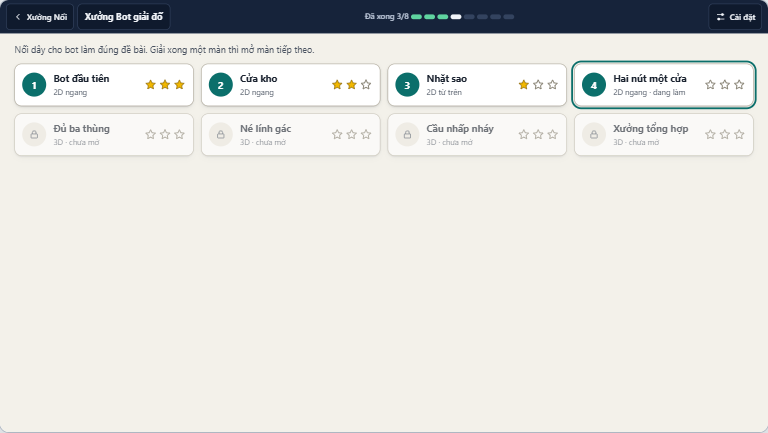 Xưởng Nối
Xưởng Bot giải đố
Đã xong 3/8
Cài đặt
Nối dây cho bot làm đúng đề bài. Giải xong một màn thì mở màn tiếp theo.
1
Bot đầu tiên
2D ngang
2
Cửa kho
2D ngang
3
Nhặt sao
2D từ trên
4
Hai nút một cửa
2D ngang · đang làm
Đủ ba thùng
3D · chưa mở
Né lính gác
3D · chưa mở
Cầu nhấp nháy
3D · chưa mở
Xưởng tổng hợp
3D · chưa mở